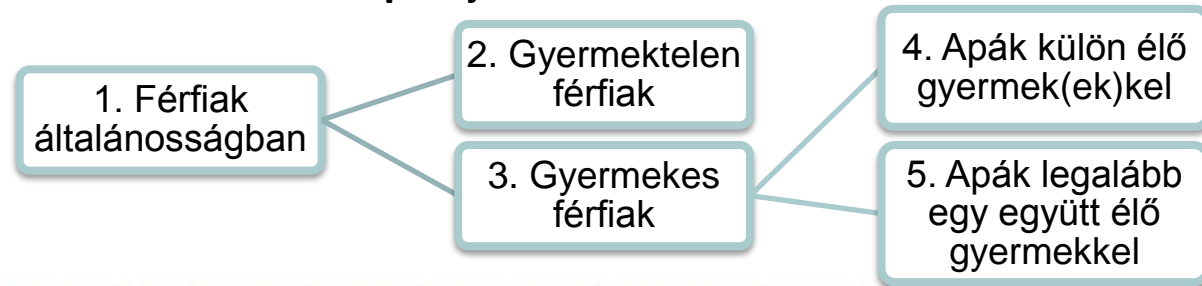 1. Férfiak
általánosságban
2. Gyermektelen
férfiak
3. Gyermekes
férfiak
4. Apák külön élő
gyermek(ek)kel
5. Apák legalább
egy együtt élő
gyermekkel